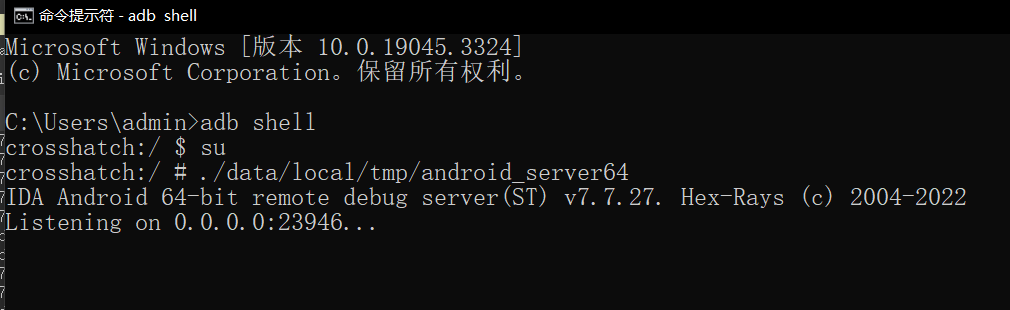 命令提示符 - adb shell
Microsoft Windows [版本 10.0.19045.3324]
(c) Microsoft Corporation。保留所有权利。
C:\Users\admin>adb shell
crosshatch:/ $ su
crosshatch:/ # ./data/local/tmp/android_server64
IDA Android 64-bit remote debug server(ST) v7.7.27. Hex-Rays (c) 2004-2022
Listening on 0.0.0.0:23946...